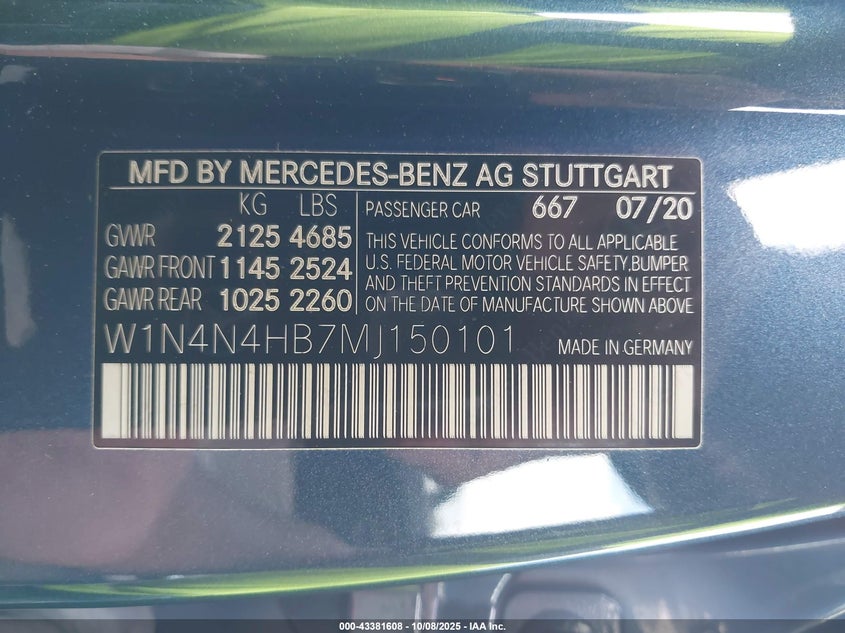 MFD BY MERCEDES-BENZ AG STUTTGART
KG LBS
GVWR 2125 4685
GAWR FRONT 1145 2524
GAWR REAR 1025 2260
PASSENGER CAR 667 07/20
THIS VEHICLE CONFORMS TO ALL APPLICABLE
U.S. FEDERAL MOTOR VEHICLE SAFETY,BUMPER
AND THEFT PREVENTION STANDARDS IN EFFECT
ON THE DATE OF MANUFACTURE SHOWN ABOVE
W1N4N4HB7MJ150101 MADE IN GERMANY
000-43381608 - 10/08/2025 - IAA Inc.